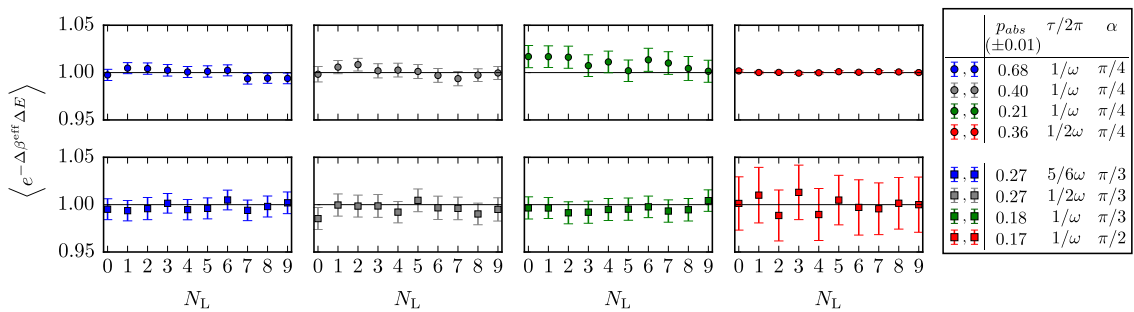 ⟨e^{−Δβ^{eff} ΔE}⟩
1.05
1.00
0.95
1.05
1.00
0.95
0 1 2 3 4 5 6 7 8 9
0 1 2 3 4 5 6 7 8 9
0 1 2 3 4 5 6 7 8 9
0 1 2 3 4 5 6 7 8 9
N_L
N_L
N_L
N_L
p_{abs} τ/2π α
(±0.01)
, 0.68 1/ω π/4
, 0.40 1/ω π/4
, 0.21 1/ω π/4
, 0.36 1/2ω π/4
, 0.27 5/6ω π/3
, 0.27 1/2ω π/3
, 0.18 1/ω π/3
, 0.17 1/ω π/2